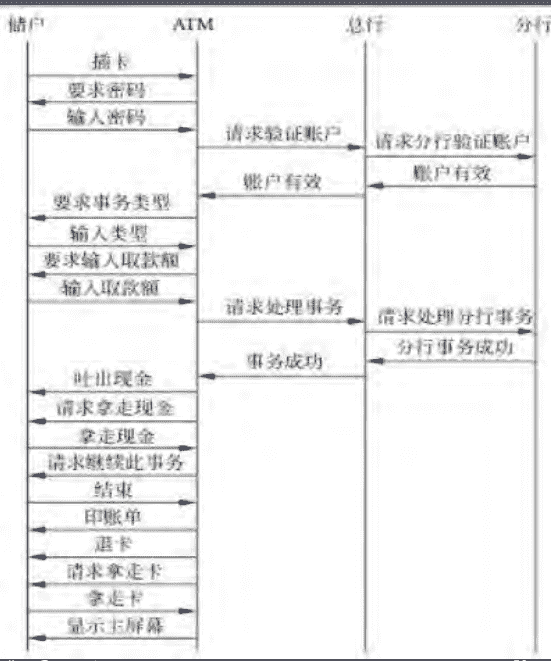 储户 ATM 总行 分行
插卡
要求密码
输入密码
请求验证账户
请求分行验证账户
账户有效
账户有效
要求事务类型
输入类型
要求输入取款额
输入取款额
请求处理事务
请求处理分行事务
分行事务成功
事务成功
吐出现金
请求拿走现金
拿走现金
请求继续此事务
结束
印账单
退卡
请求拿走卡
拿走卡
显示主屏幕